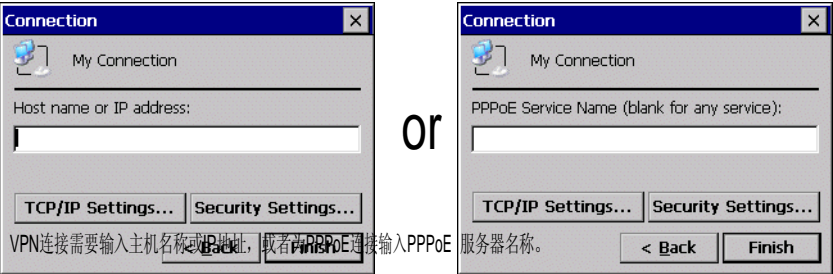 Connection
My Connection
Host name or IP address:
TCP/IP Settings... Security Settings...
< Back Finish
or
Connection
My Connection
PPPoE Service Name (blank for any service):
TCP/IP Settings... Security Settings...
< Back Finish
VPN连接需要输入主机名称或IP地址，或者为PPPoE连接输入PPPoE 服务器名称。